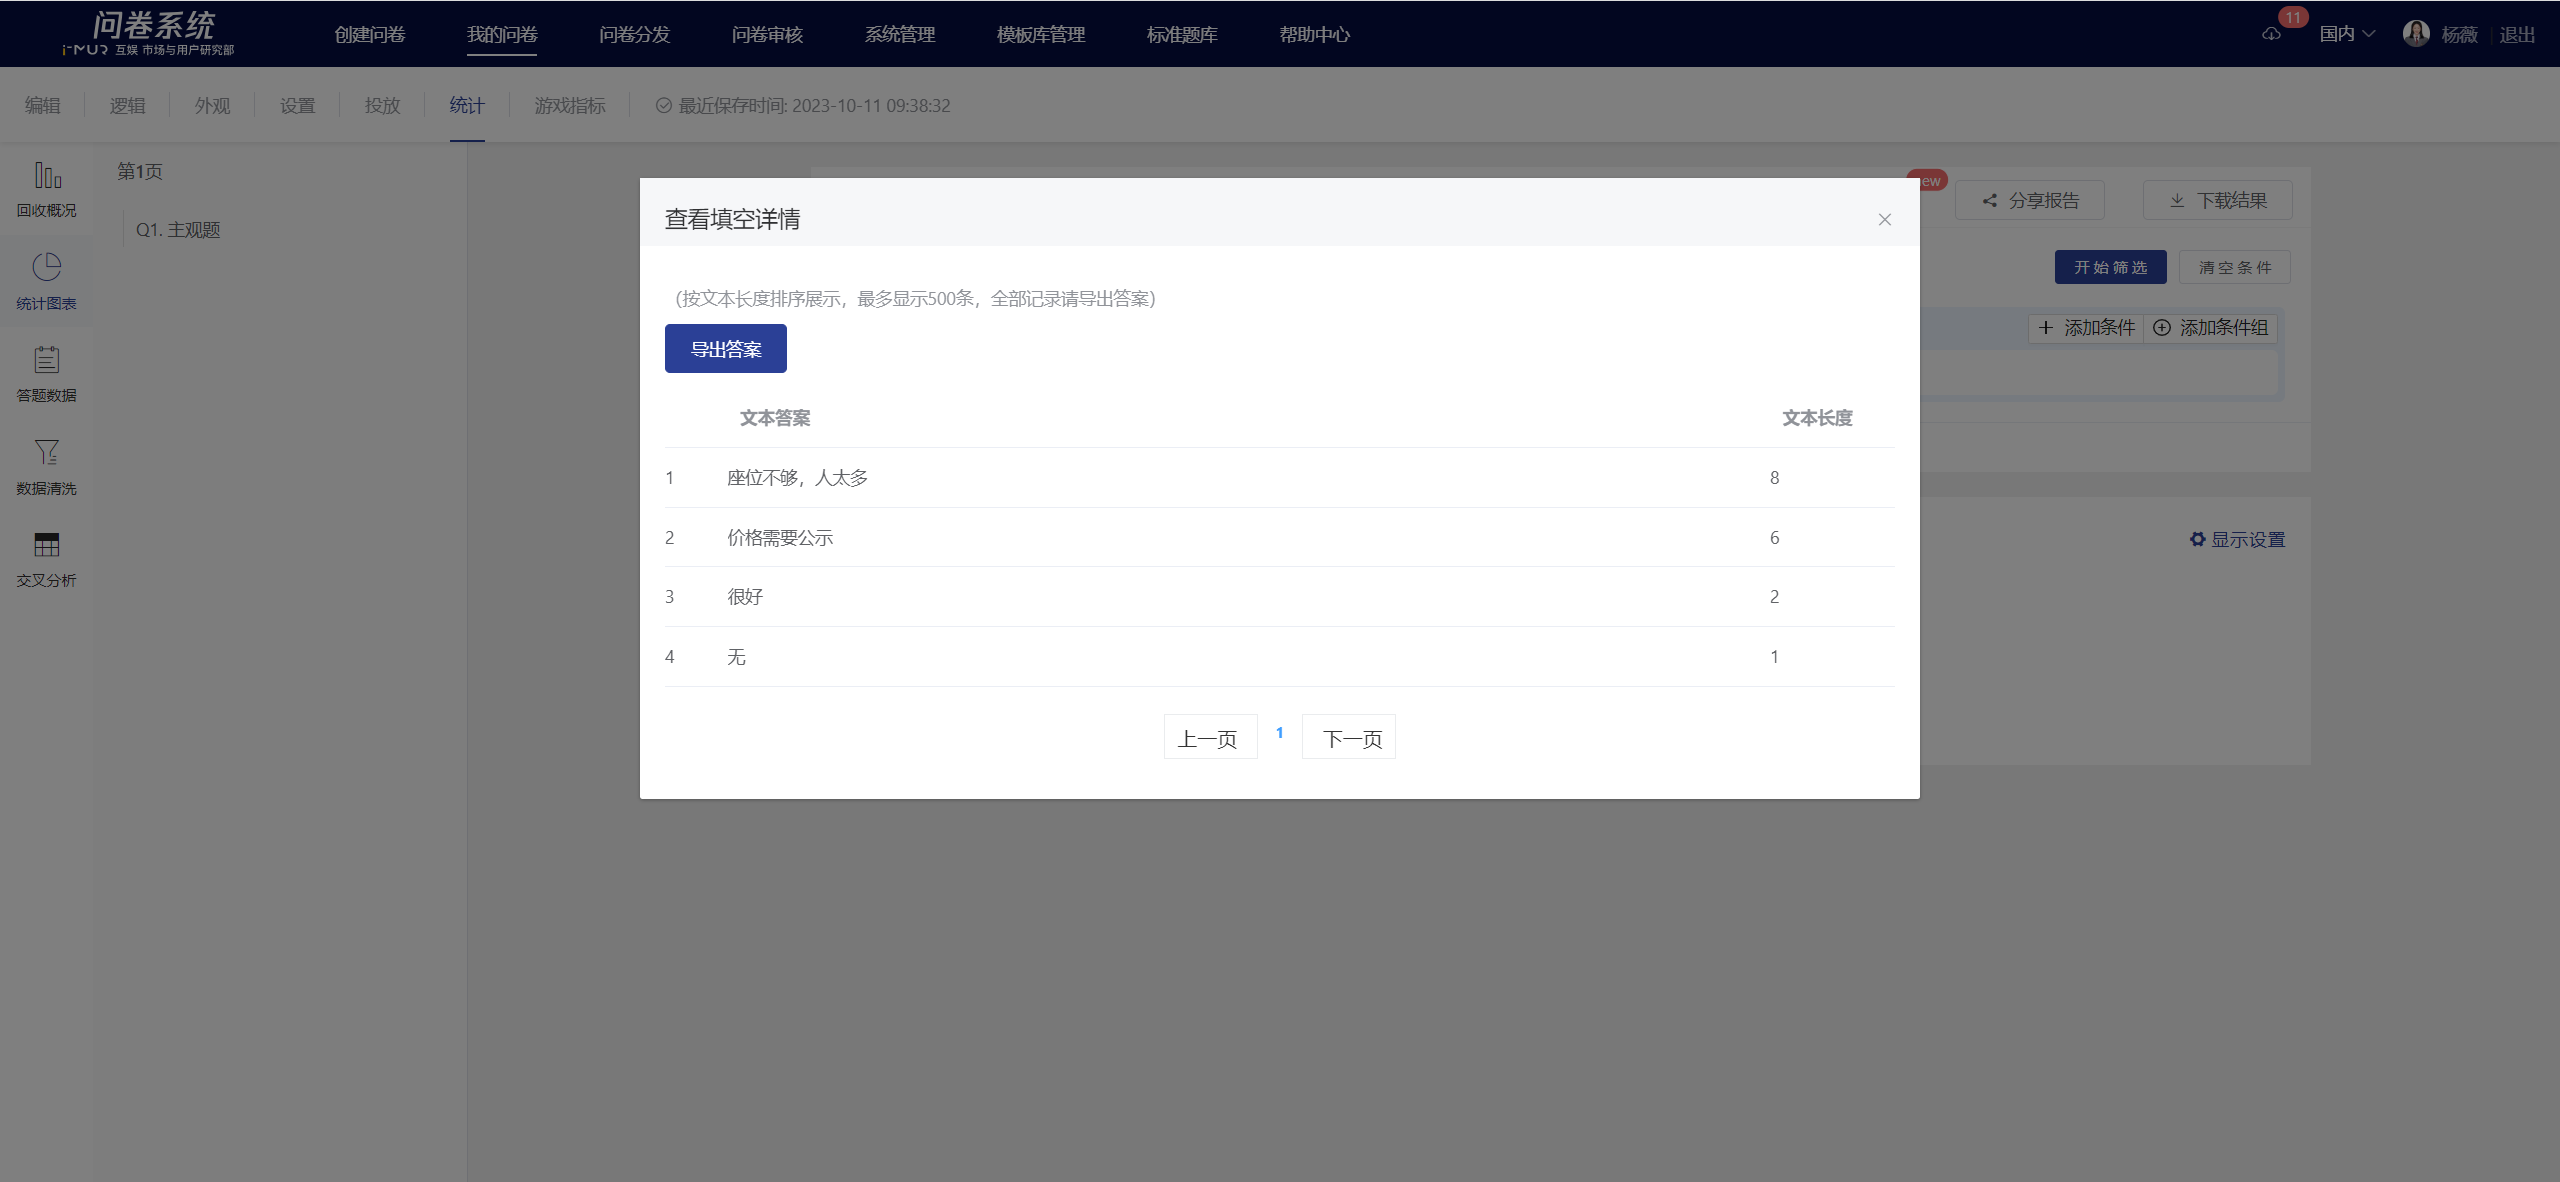 问卷系统
i-MUR 互娱 市场与用户研究部
创建问卷 我的问卷 问卷分发 问卷审核 系统管理 模板库管理 标准题库 帮助中心
11
国内 杨薇 退出
编辑 逻辑 外观 设置 投放 统计 游戏指标 最近保存时间: 2023-10-11 09:38:32
回收概况
统计图表
答题数据
数据清洗
交叉分析
第1页
Q1. 主观题
分享报告 下载结果
开始筛选 清空条件
添加条件 添加条件组
显示设置
查看填空详情
(按文本长度排序展示，最多显示500条，全部记录请导出答案)
导出答案
文本答案 文本长度
1 座位不够，人太多 8
2 价格需要公示 6
3 很好 2
4 无 1
上一页 1 下一页